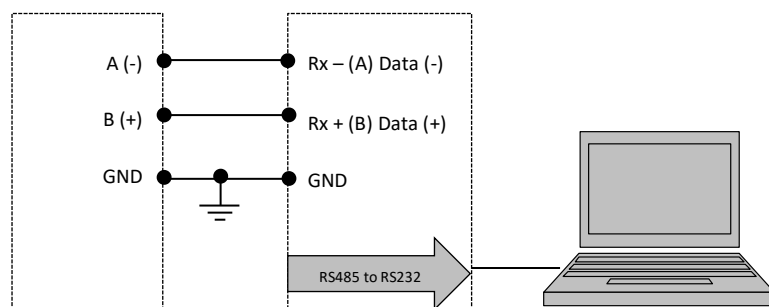 A (-)
Rx – (A) Data (-)
B (+)
Rx + (B) Data (+)
GND
GND
RS485 to RS232